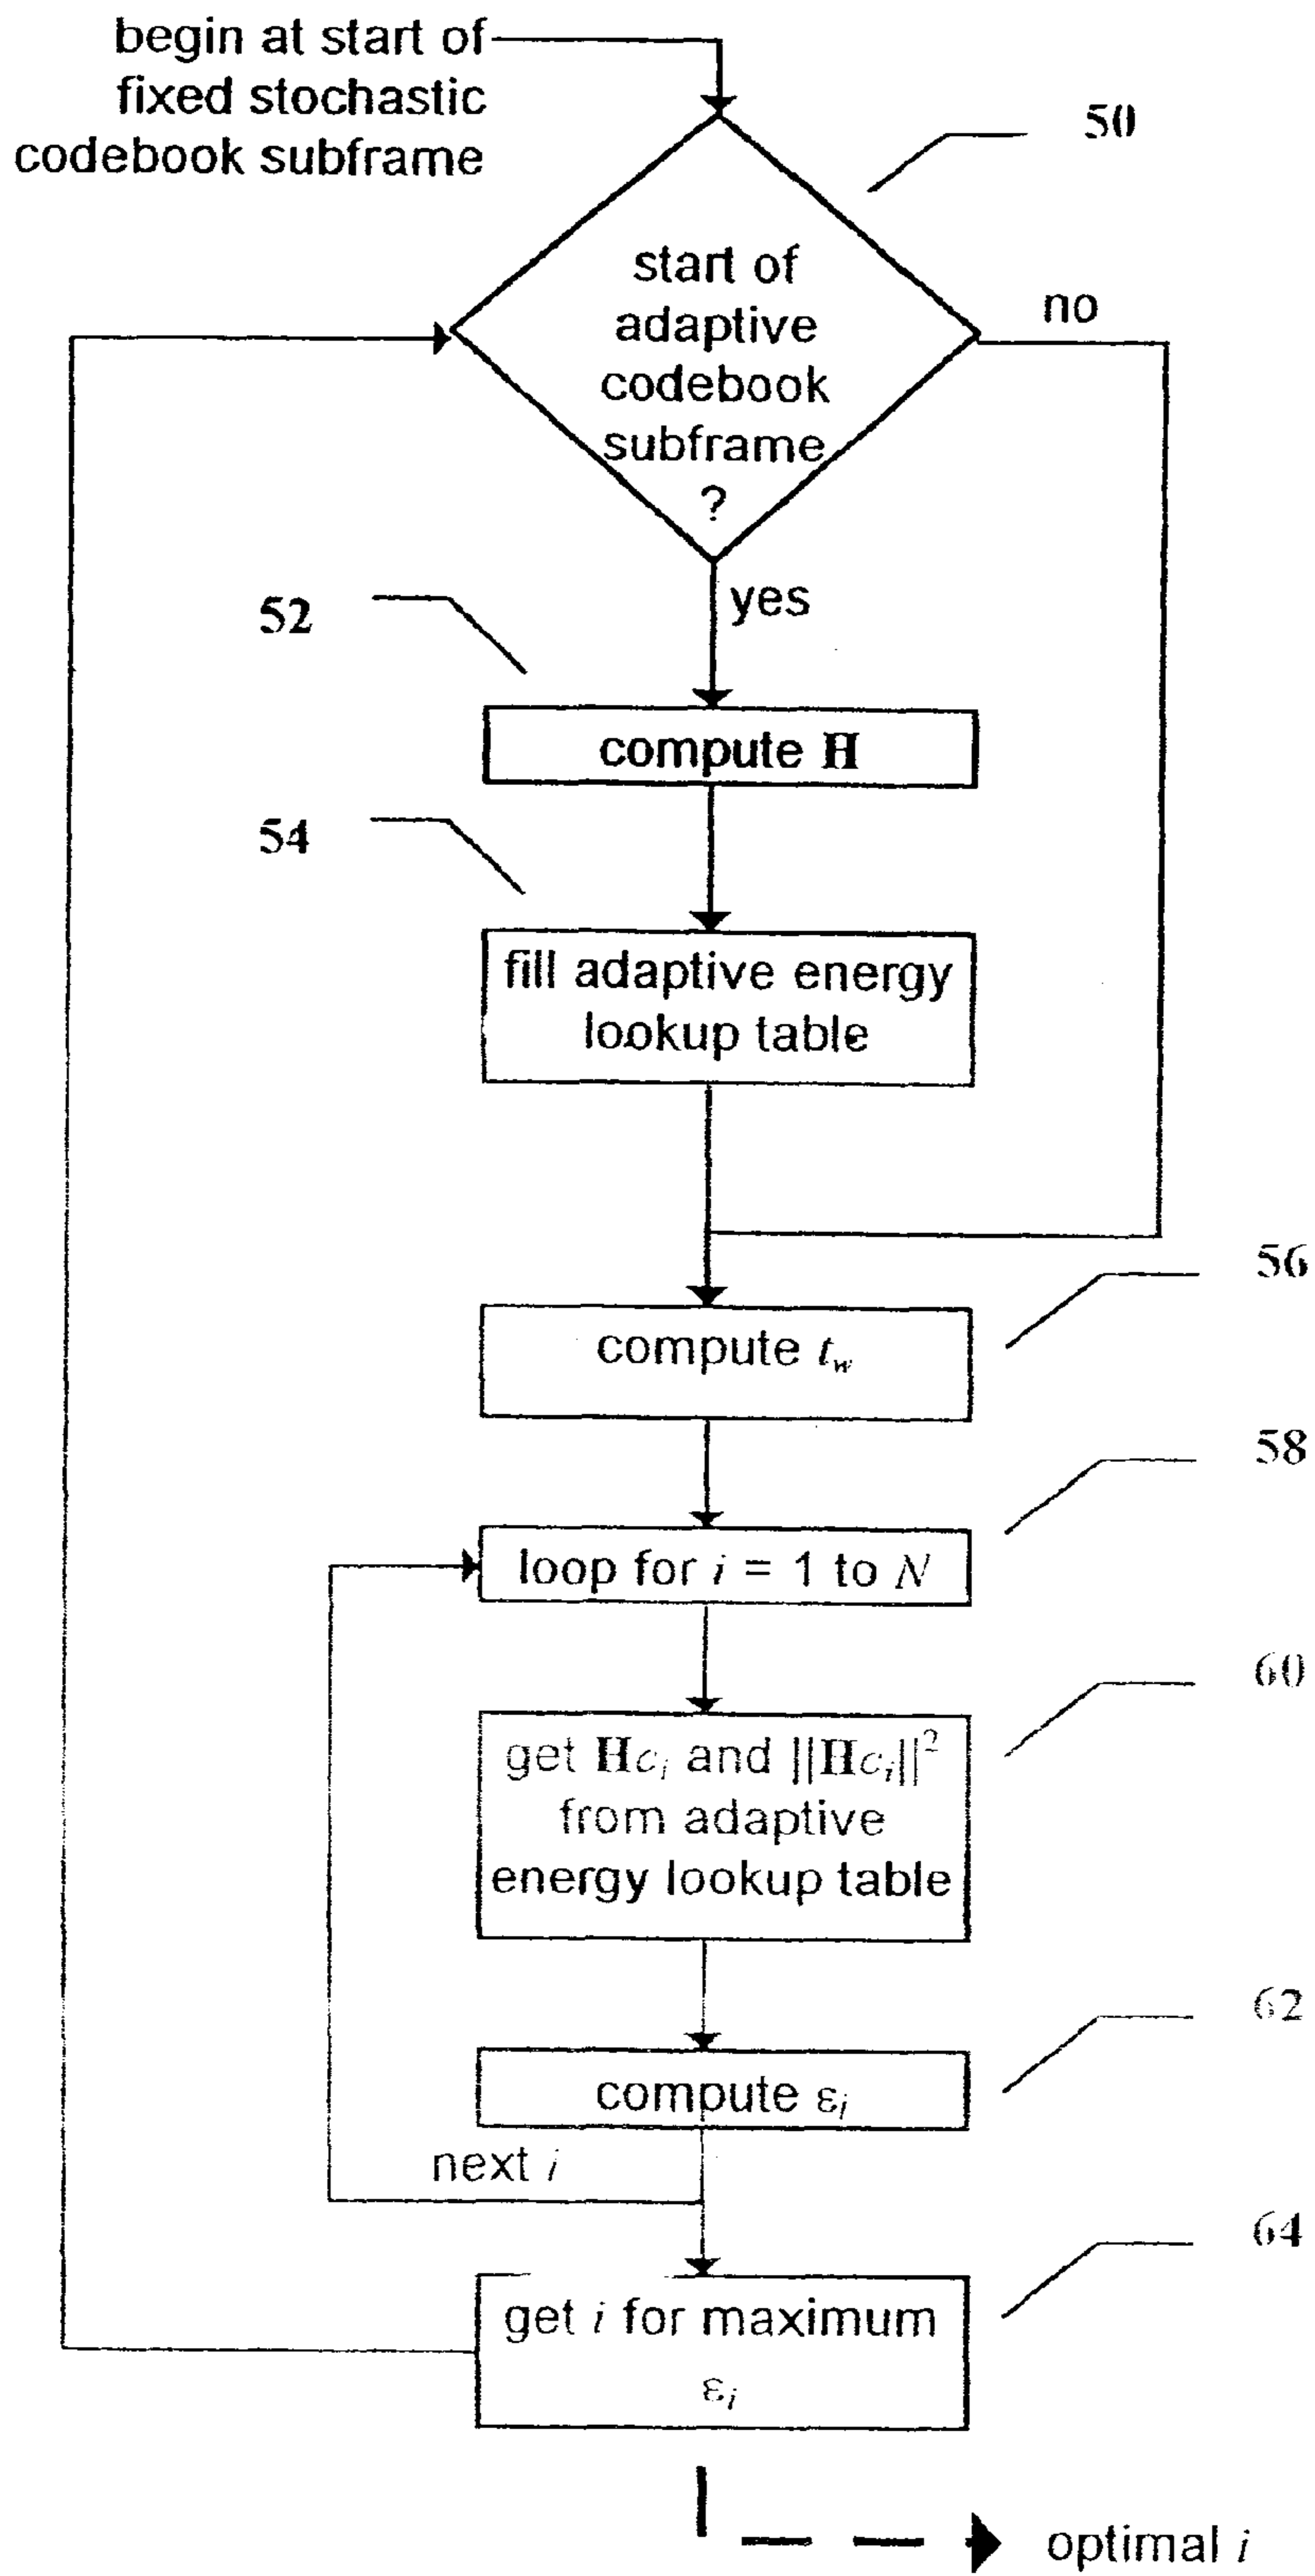 begin at start of
fixed stochastic
codebook subframe
50
start of
adaptive
codebook
subframe
?
no
yes
52
compute H
54
fill adaptive energy
lookup table
56
compute t_w
58
loop for i = 1 to N
60
get Hc_i and ||Hc_i||²
from adaptive
energy lookup table
62
compute ε_i
next i
64
get i for maximum
ε_i
optimal i